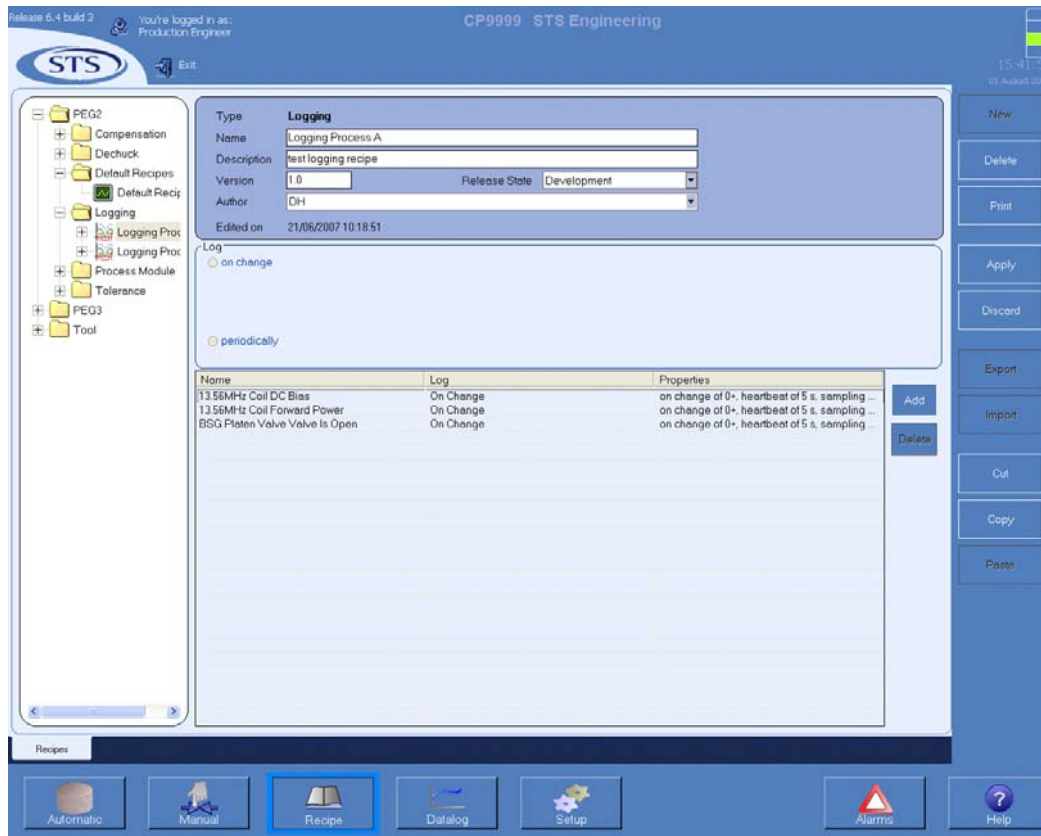 Release 6.4 build 3
You're logged in as:
Production Engineer
CP9999 STS Engineering
STS
Exit
15:41:
01 August 20
PEG2
Compensation
Dechuck
Default Recipes
Default Recip
Logging
Logging Proc
Logging Proc
Process Module
Tolerance
PEG3
Tool
Type Logging
Name Logging Process A
Description test logging recipe
Version 1.0 Release State Development
Author DH
Edited on 21/06/2007 10:18:51
Log
on change
periodically
Name Log Properties
13.56MHz Coil DC Bias On Change on change of 0+, heartbeat of 5 s, sampling ...
13.56MHz Coil Forward Power On Change on change of 0+, heartbeat of 5 s, sampling ...
BSG Platen Valve Valve Is Open On Change on change of 0+, heartbeat of 5 s, sampling ...
Add
Delete
New
Delete
Print
Apply
Discard
Export
Import
Cut
Copy
Paste
Recipes
Automatic
Manual
Recipe
Datalog
Setup
Alarms
Help